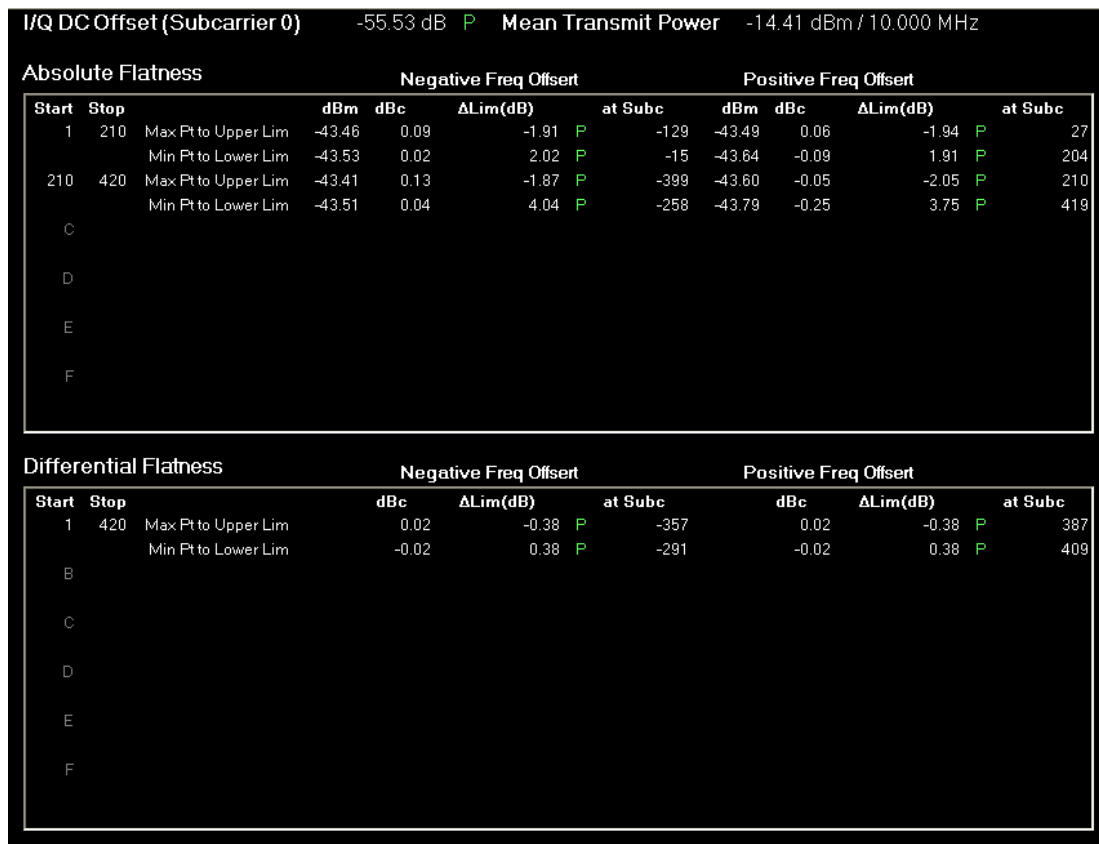 I/Q DC Offset (Subcarrier 0) -55.53 dB P Mean Transmit Power -14.41 dBm / 10.000 MHz
Absolute Flatness Negative Freq Offsert Positive Freq Offsert
Start Stop dBm dBc ΔLim(dB) at Subc dBm dBc ΔLim(dB) at Subc
1 210 Max Pt to Upper Lim -43.46 0.09 -1.91 P -129 -43.49 0.06 -1.94 P 27
Min Pt to Lower Lim -43.53 0.02 2.02 P -15 -43.64 -0.09 1.91 P 204
210 420 Max Pt to Upper Lim -43.41 0.13 -1.87 P -399 -43.60 -0.05 -2.05 P 210
Min Pt to Lower Lim -43.51 0.04 4.04 P -258 -43.79 -0.25 3.75 P 419
C
D
E
F
Differential Flatness Negative Freq Offsert Positive Freq Offsert
Start Stop dBc ΔLim(dB) at Subc dBc ΔLim(dB) at Subc
1 420 Max Pt to Upper Lim 0.02 -0.38 P -357 0.02 -0.38 P 387
Min Pt to Lower Lim -0.02 0.38 P -291 -0.02 0.38 P 409
B
C
D
E
F